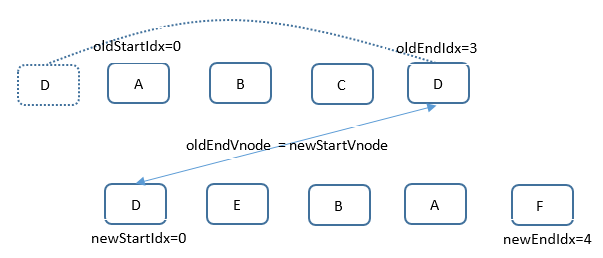 oldStartIdx=0
oldEndIdx=3
D
A
B
C
D
oldEndVnode = newStartVnode
D
E
B
A
F
newStartIdx=0
newEndIdx=4